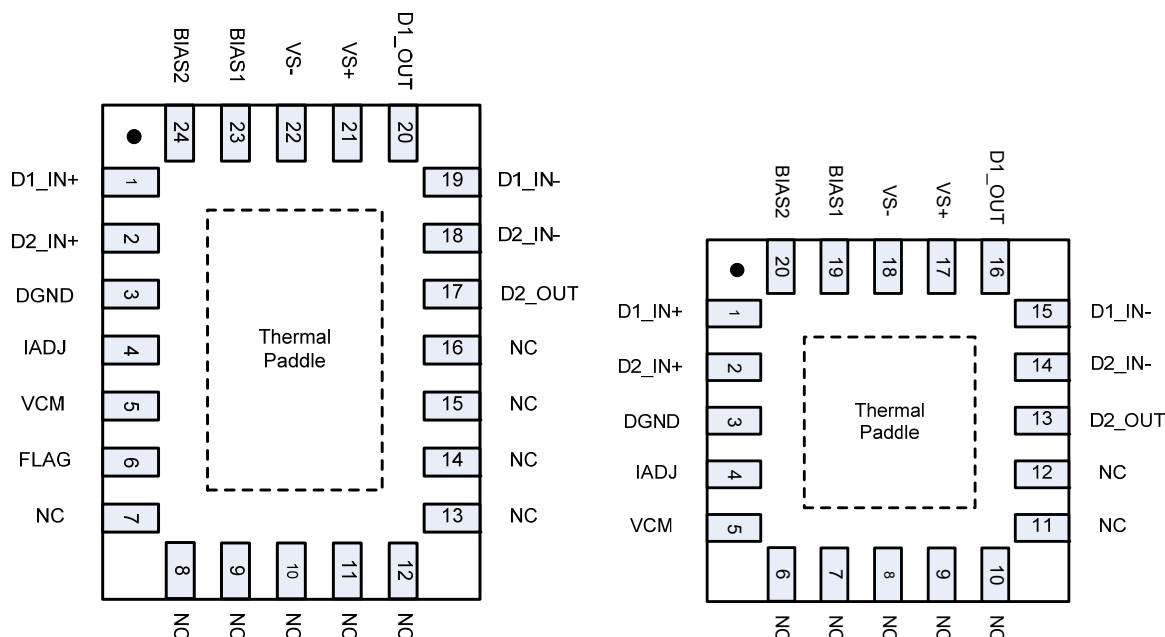 BIAS2
BIAS1
VS-
VS+
D1_OUT
24
23
22
21
20
D1_IN+
1
19
D1_IN-
D2_IN+
2
18
D2_IN-
DGND
3
17
D2_OUT
IADJ
4
16
NC
VCM
5
15
NC
FLAG
6
14
NC
NC
7
13
NC
Thermal
Paddle
8
9
10
11
12
NC
NC
NC
NC
NC
BIAS2
BIAS1
VS-
VS+
D1_OUT
20
19
18
17
16
D1_IN+
1
15
D1_IN-
D2_IN+
2
14
D2_IN-
DGND
3
13
D2_OUT
IADJ
4
12
NC
VCM
5
11
NC
Thermal
Paddle
6
7
8
9
10
NC
NC
NC
NC
NC